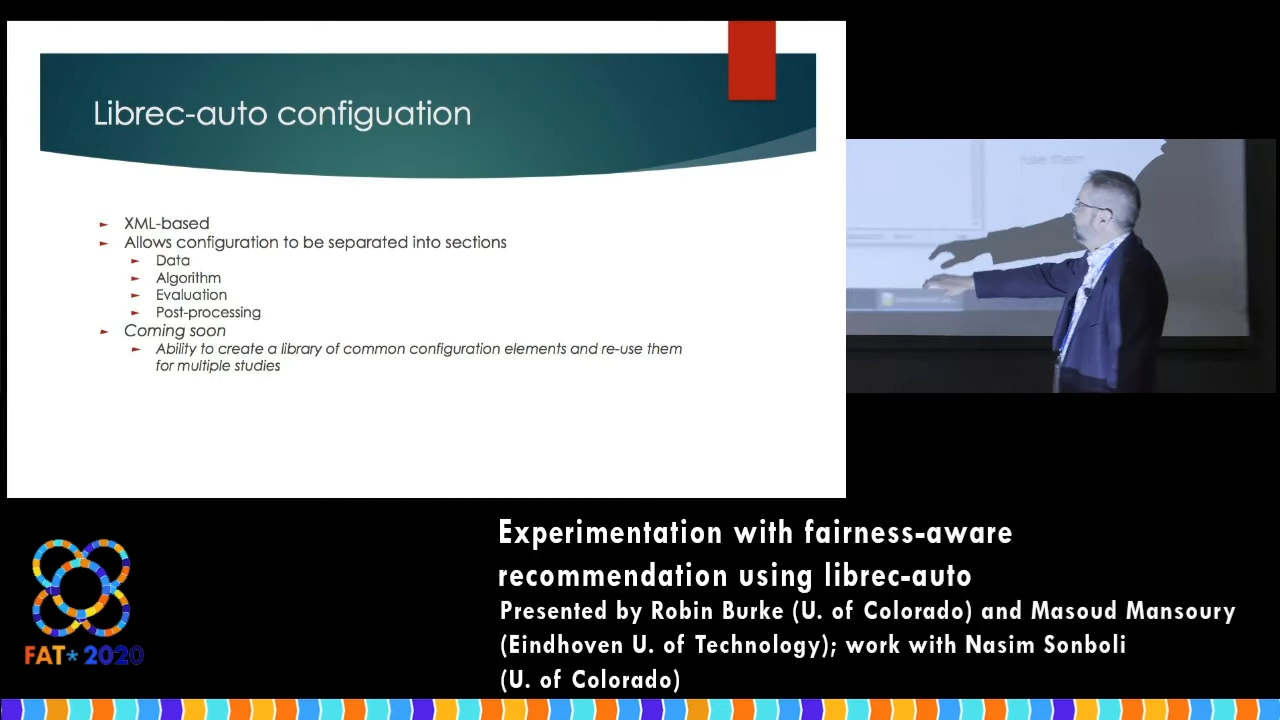 Librec-auto configuation
► XML-based
► Allows configuration to be separated into sections
► Data
► Algorithm
► Evaluation
► Post-processing
► Coming soon
► Ability to create a library of common configuration elements and re-use them
for multiple studies
use them
Experimentation with fairness-aware
recommendation using librec-auto
Presented by Robin Burke (U. of Colorado) and Masoud Mansoury
(Eindhoven U. of Technology); work with Nasim Sonboli
(U. of Colorado)
FAT* 2020